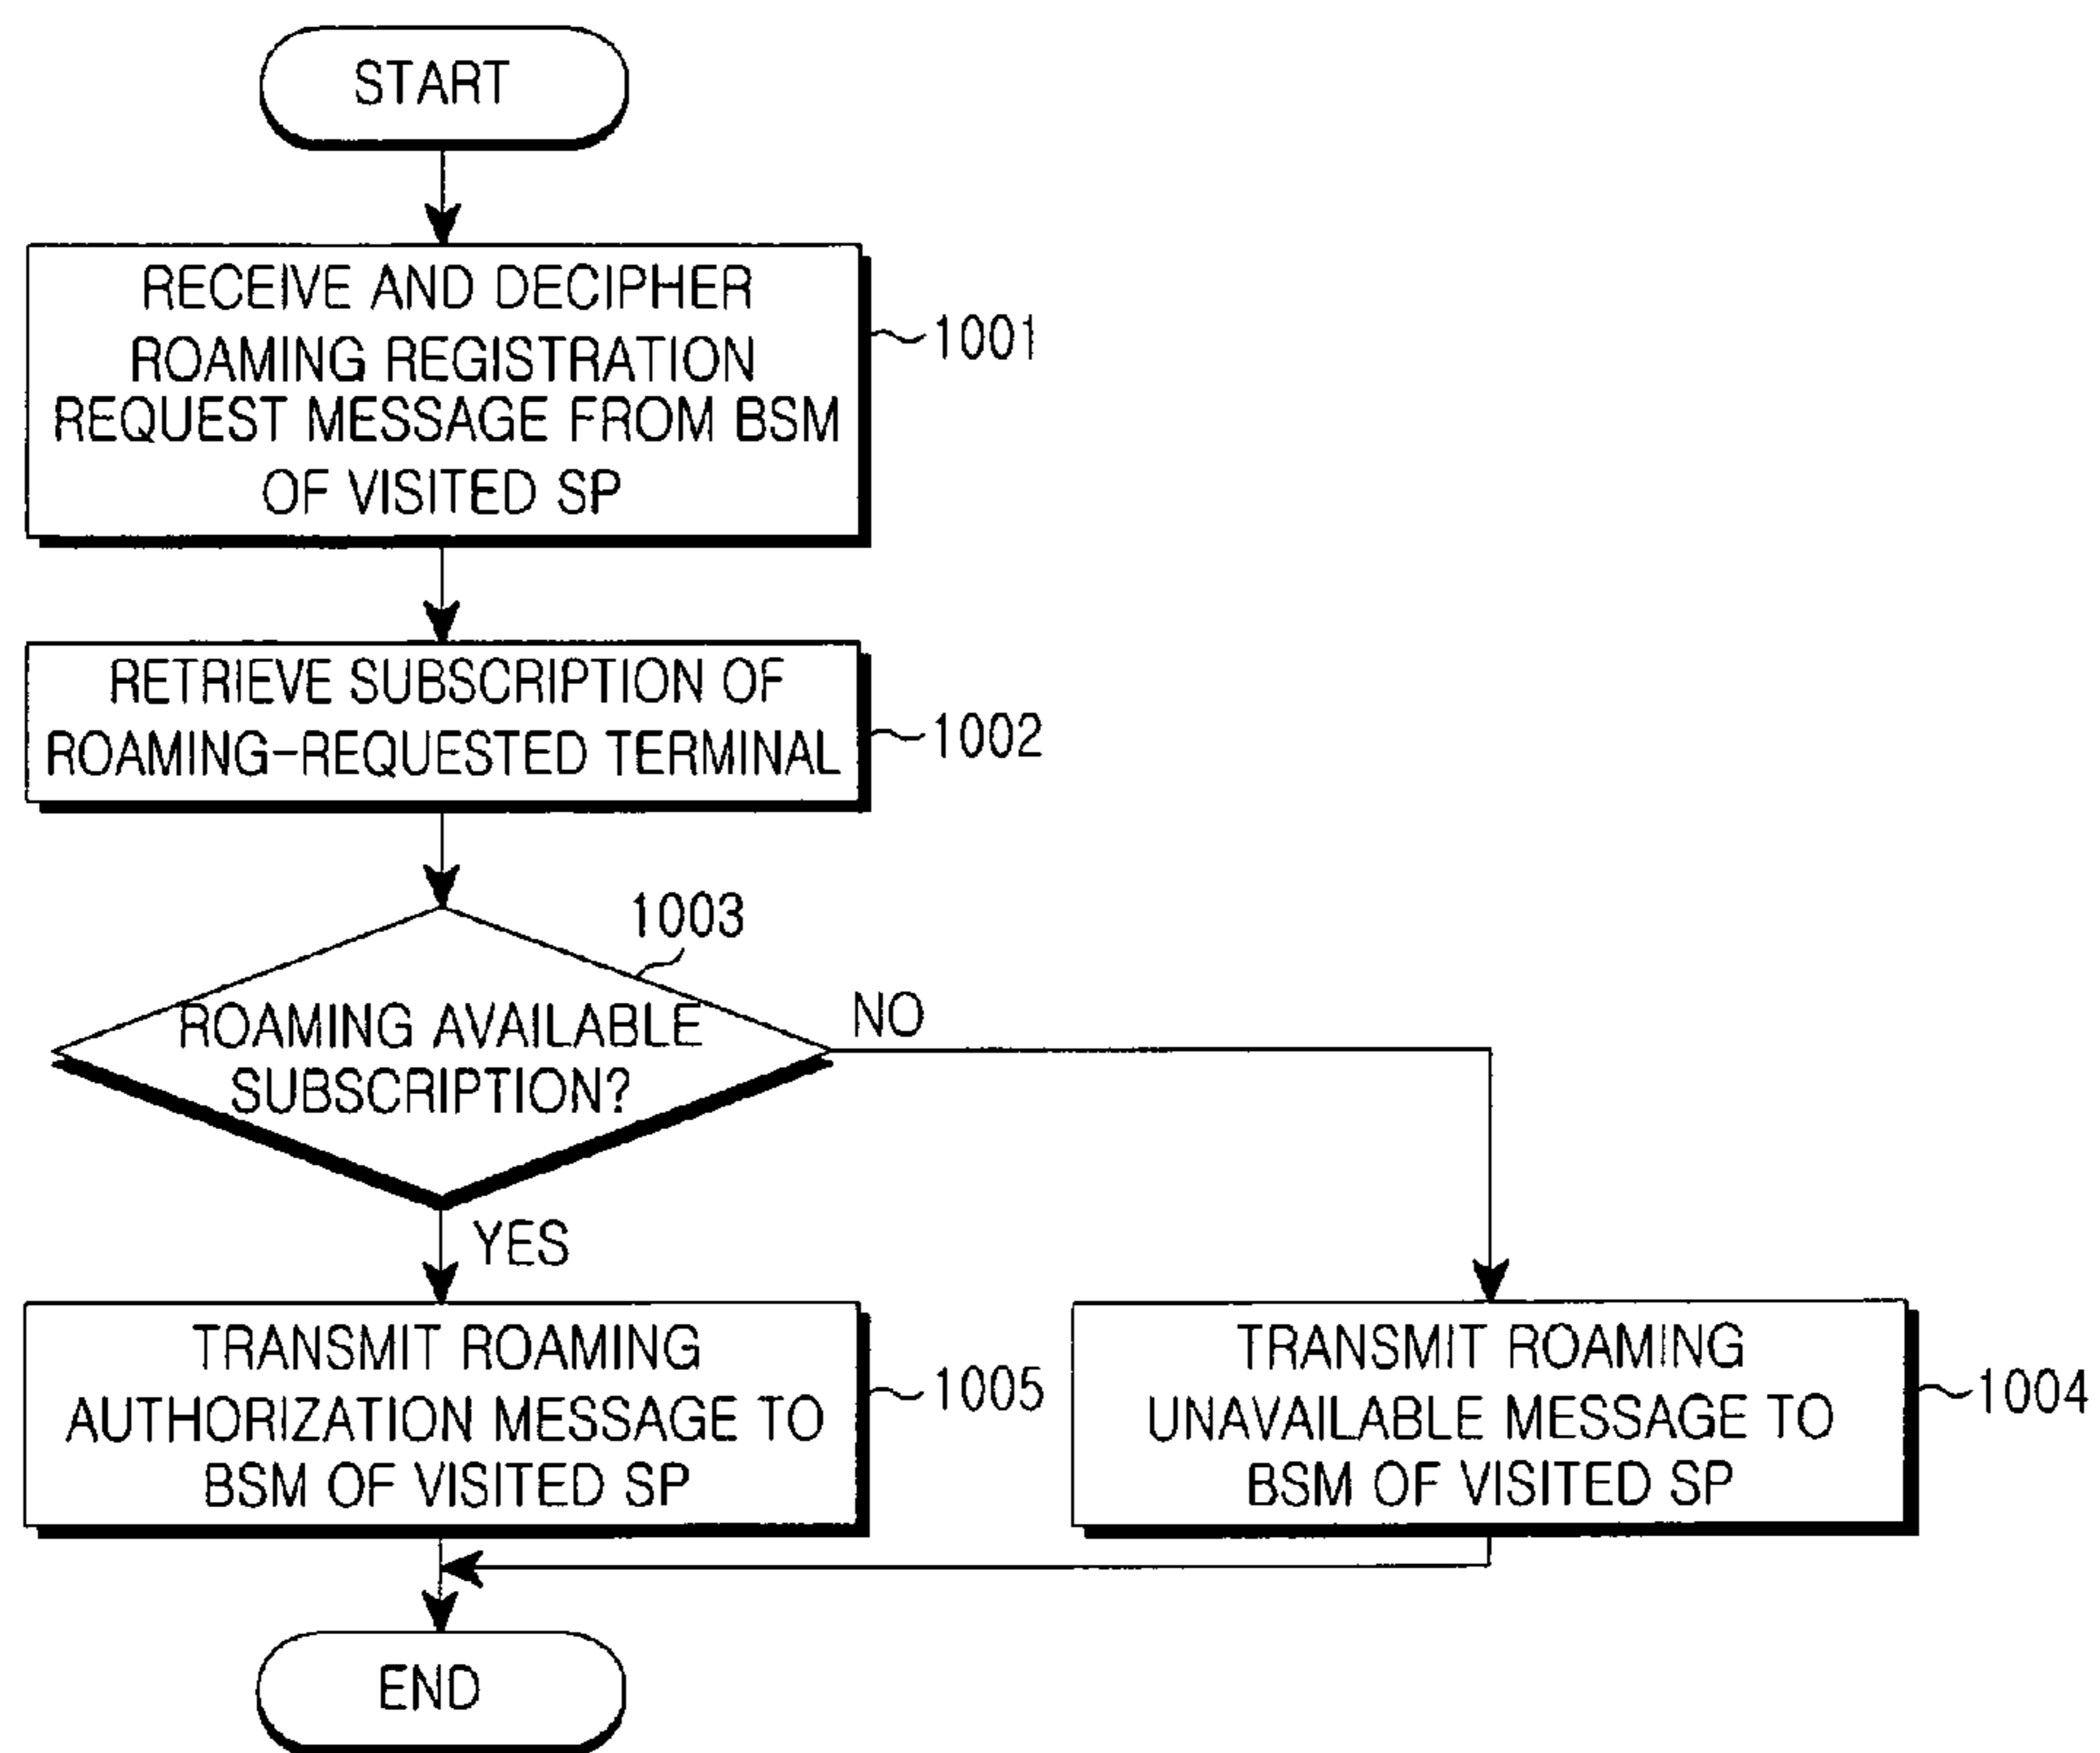 START
RECEIVE AND DECIPHER
ROAMING REGISTRATION
REQUEST MESSAGE FROM BSM
OF VISITED SP
1001
RETRIEVE SUBSCRIPTION OF
ROAMING-REQUESTED TERMINAL
1002
1003
ROAMING AVAILABLE
SUBSCRIPTION?
NO
YES
TRANSMIT ROAMING
AUTHORIZATION MESSAGE TO
BSM OF VISITED SP
1005
TRANSMIT ROAMING
UNAVAILABLE MESSAGE TO
BSM OF VISITED SP
1004
END